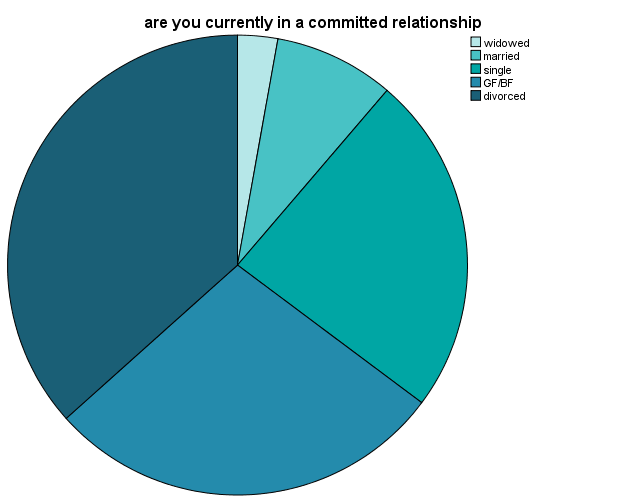 are you currently in a committed relationship
widowed
married
single
GF/BF
divorced